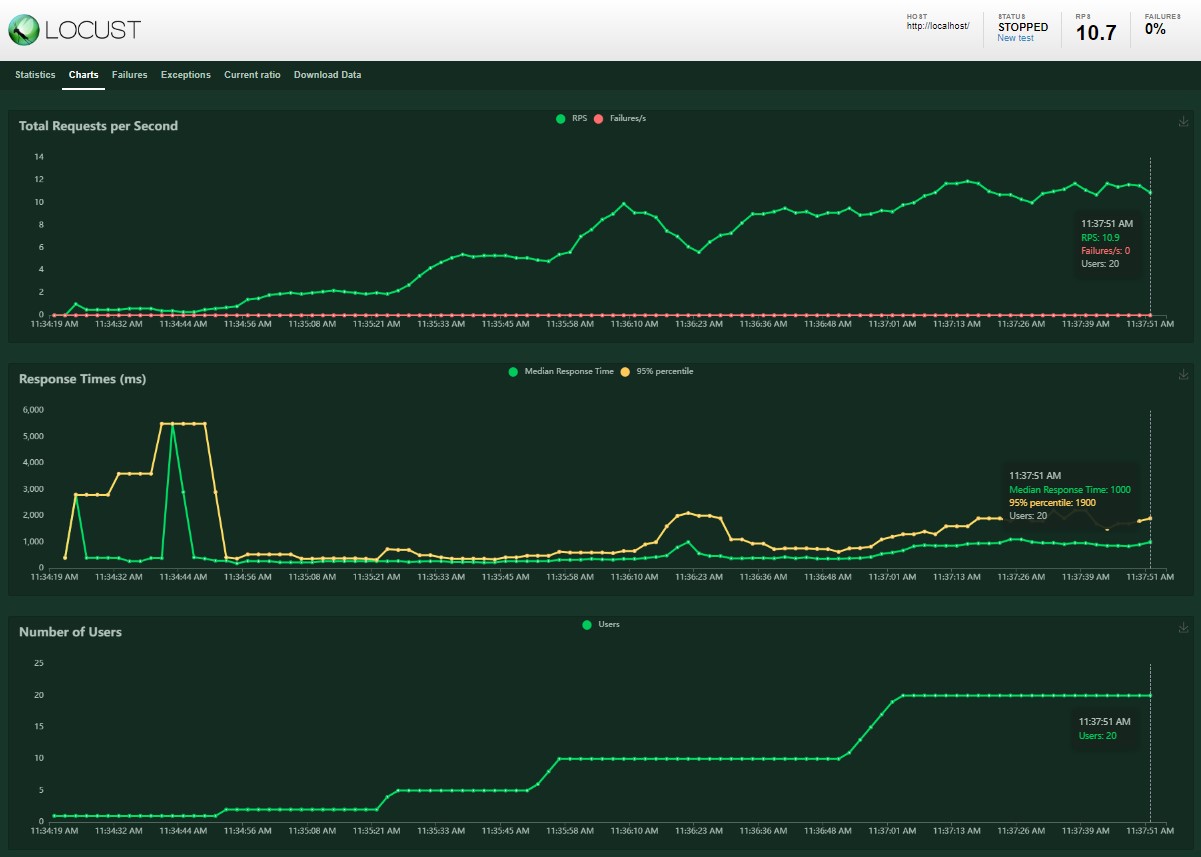 LOCUST
HOST
http://localhost/
STATUS
STOPPED
New test
RPS
10.7
FAILURES
0%
Statistics Charts Failures Exceptions Current ratio Download Data
Total Requests per Second
RPS Failures/s
14
12
10
8
6
4
2
0
11:37:51 AM
RPS: 10.9
Failures/s: 0
Users: 20
11:34:19 AM 11:34:32 AM 11:34:44 AM 11:34:56 AM 11:35:08 AM 11:35:21 AM 11:35:33 AM 11:35:45 AM 11:35:58 AM 11:36:10 AM 11:36:23 AM 11:36:36 AM 11:36:48 AM 11:37:01 AM 11:37:13 AM 11:37:26 AM 11:37:39 AM 11:37:51 AM
Response Times (ms)
Median Response Time 95% percentile
6,000
5,000
4,000
3,000
2,000
1,000
0
11:37:51 AM
Median Response Time: 1000
95% percentile: 1900
Users: 20
11:34:19 AM 11:34:32 AM 11:34:44 AM 11:34:56 AM 11:35:08 AM 11:35:21 AM 11:35:33 AM 11:35:45 AM 11:35:58 AM 11:36:10 AM 11:36:23 AM 11:36:36 AM 11:36:48 AM 11:37:01 AM 11:37:13 AM 11:37:26 AM 11:37:39 AM 11:37:51 AM
Number of Users
Users
25
20
15
10
5
0
11:37:51 AM
Users: 20
11:34:19 AM 11:34:32 AM 11:34:44 AM 11:34:56 AM 11:35:08 AM 11:35:21 AM 11:35:33 AM 11:35:45 AM 11:35:58 AM 11:36:10 AM 11:36:23 AM 11:36:36 AM 11:36:48 AM 11:37:01 AM 11:37:13 AM 11:37:26 AM 11:37:39 AM 11:37:51 AM